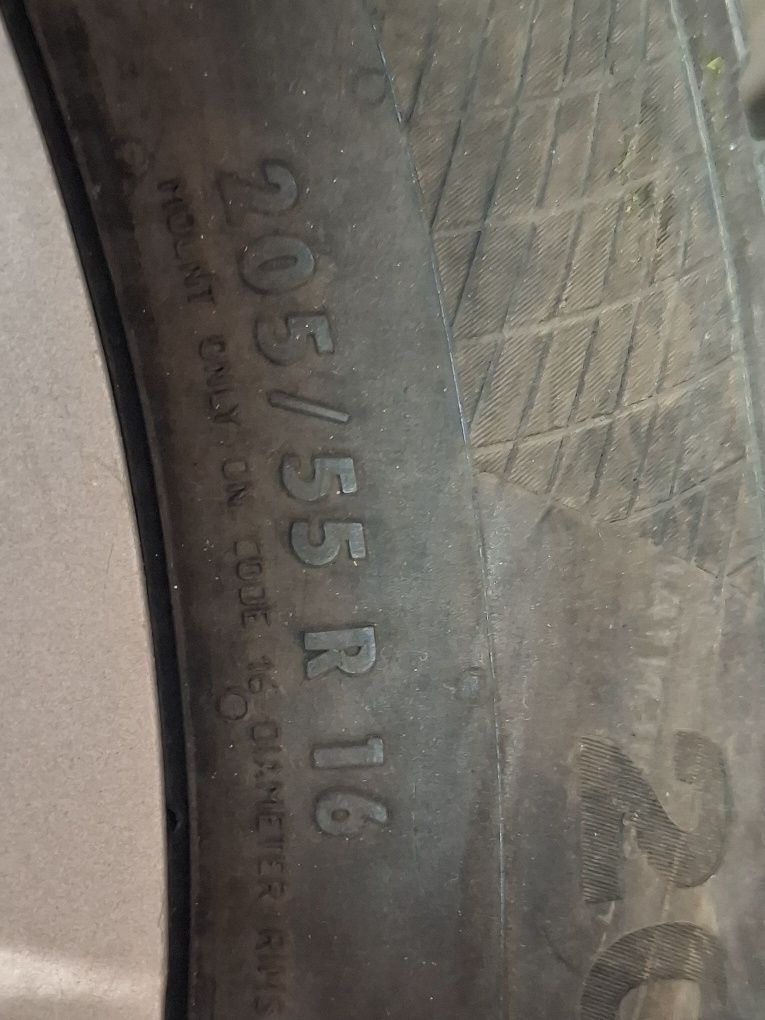 205/55 R 16
MOUNT ONLY ON CODE 16 DIAMETER RIMS